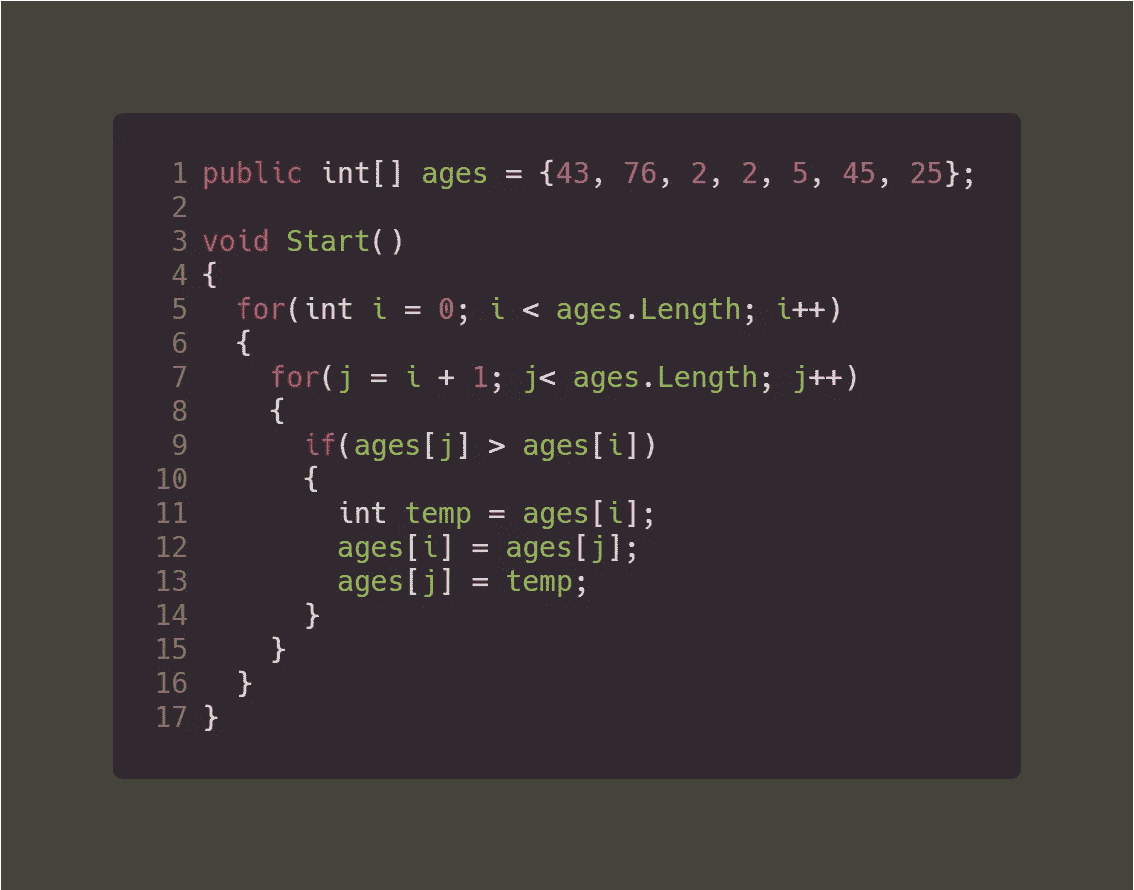 1 public int[] ages = {43, 76, 2, 2, 5, 45, 25};
2
3 void Start()
4 {
5   for(int i = 0; i < ages.Length; i++)
6   {
7     for(j = i + 1; j< ages.Length; j++)
8     {
9       if(ages[j] > ages[i])
10       {
11         int temp = ages[i];
12         ages[i] = ages[j];
13         ages[j] = temp;
14       }
15     }
16   }
17 }